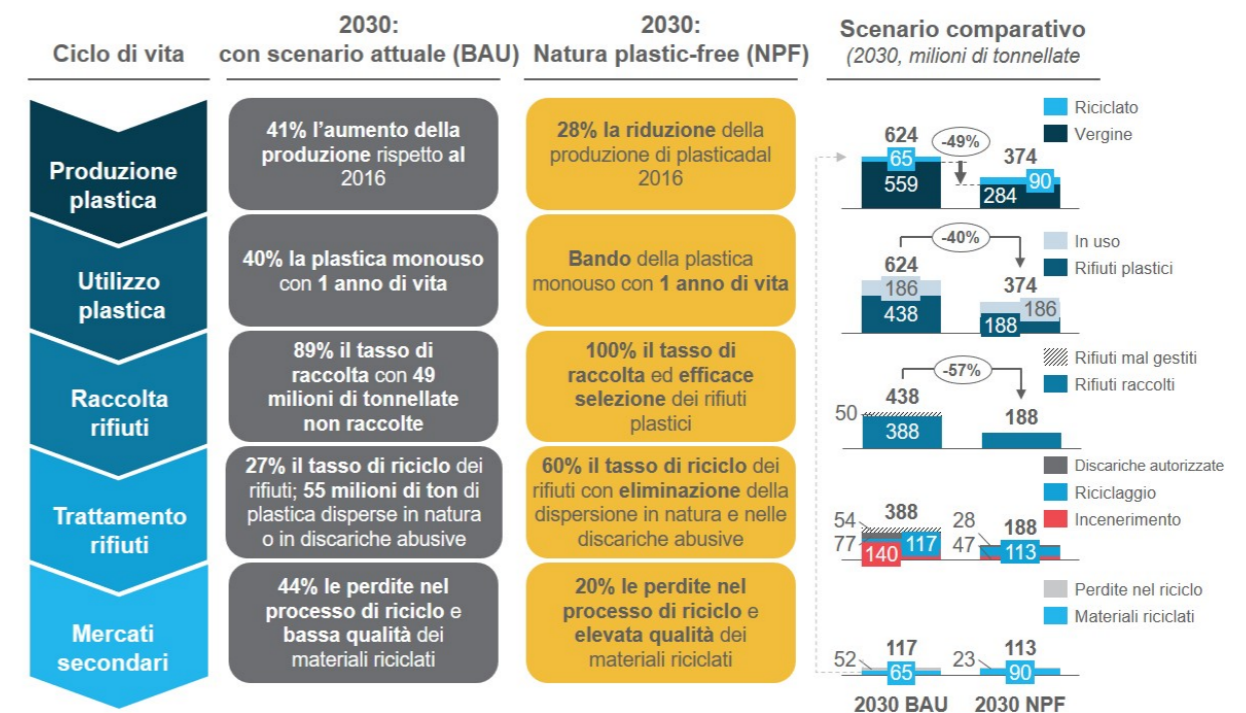 Ciclo di vita
2030:
con scenario attuale (BAU)
2030:
Natura plastic-free (NPF)
Scenario comparativo
(2030, milioni di tonnellate
Produzione
plastica
41% l'aumento della
produzione rispetto al
2016
28% la riduzione della
produzione di plasticadal
2016
Riciclato
Vergine
624
65
559
-49%
374
90
284
Utilizzo
plastica
40% la plastica monouso
con 1 anno di vita
Bando della plastica
monouso con 1 anno di vita
In uso
Rifiuti plastici
-40%
624
186
438
374
186
188
Raccolta
rifiuti
89% il tasso di
raccolta con 49
milioni di tonnellate
non raccolte
100% il tasso di
raccolta ed efficace
selezione dei rifiuti
plastici
Rifiuti mal gestiti
Rifiuti raccolti
-57%
438
50
388
188
Trattamento
rifiuti
27% il tasso di riciclo dei
rifiuti; 55 milioni di ton di
plastica disperse in natura
o in discariche abusive
60% il tasso di riciclo dei
rifiuti con eliminazione della
dispersione in natura e nelle
discariche abusive
Discariche autorizzate
Riciclaggio
Incenerimento
388
54
77
117
140
28
188
47
113
Mercati
secondari
44% le perdite nel
processo di riciclo e
bassa qualità dei
materiali riciclati
20% le perdite nel
processo di riciclo e
elevata qualità dei
materiali riciclati
Perdite nel riciclo
Materiali riciclati
117
52
65
113
23
90
2030 BAU
2030 NPF